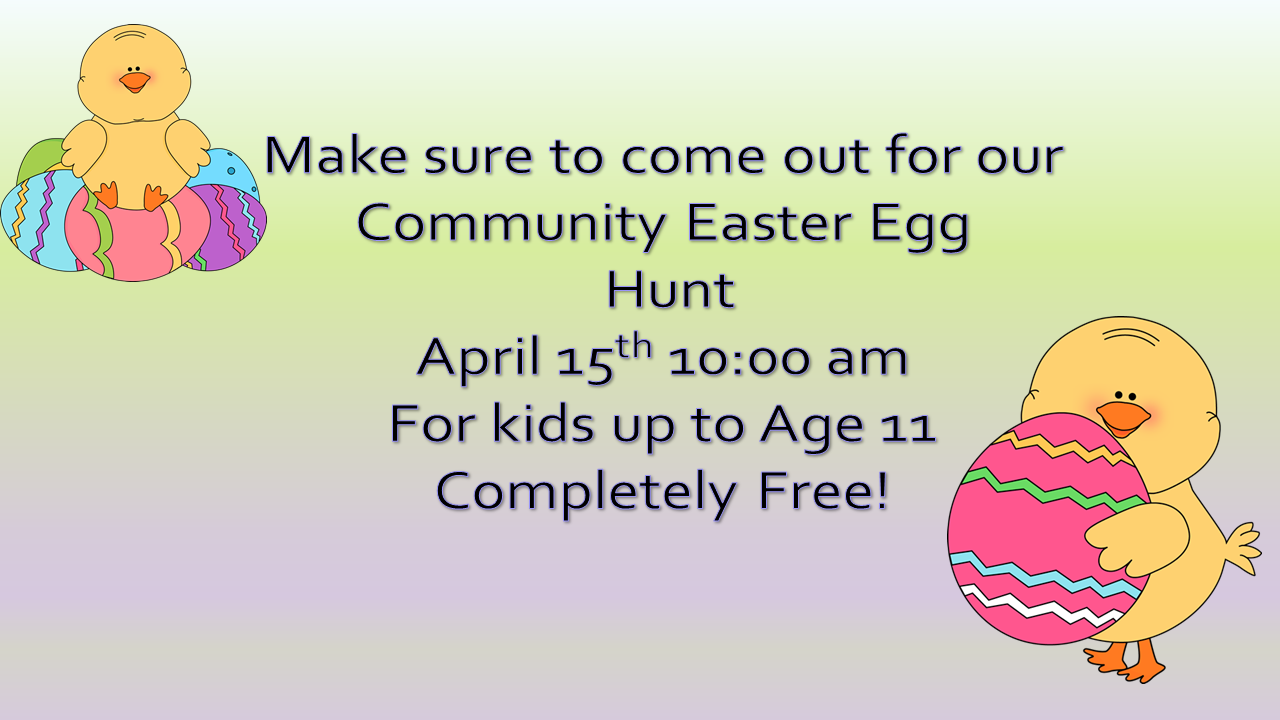 Make sure to come out for our
Community Easter Egg
Hunt
April 15th 10:00 am
For kids up to Age 11
Completely Free!